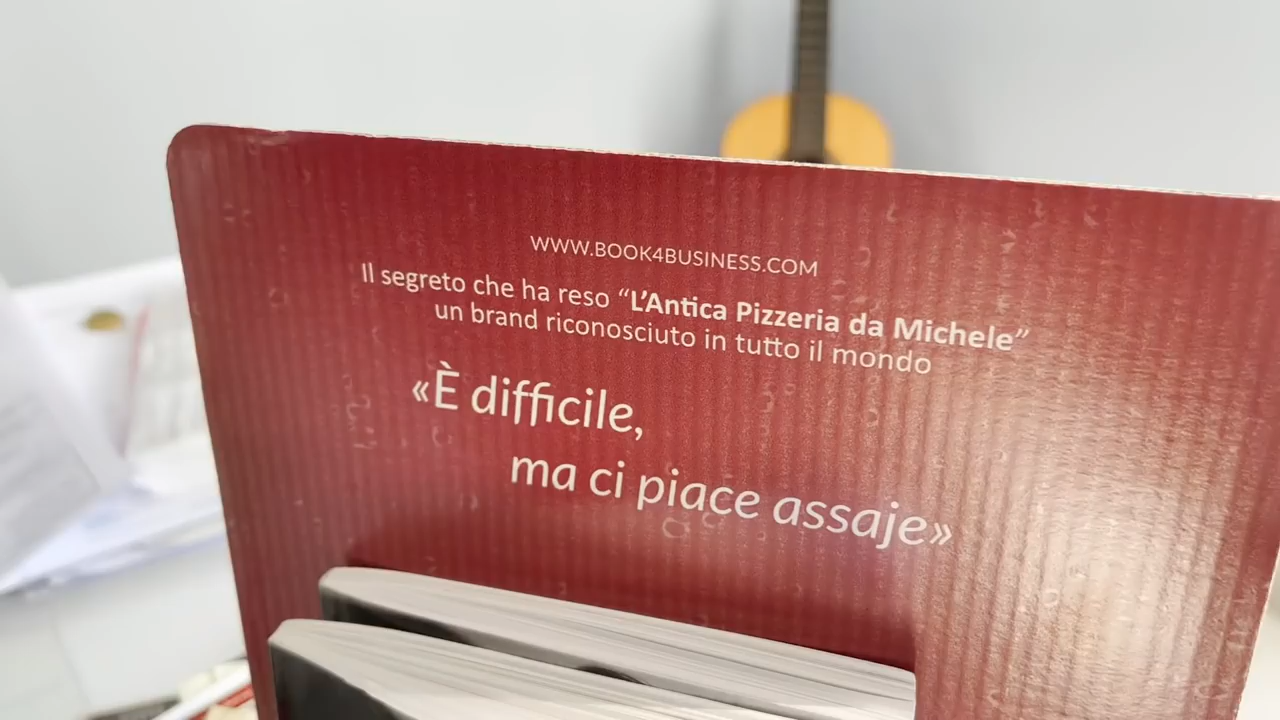 WWW.BOOK4BUSINESS.COM
Il segreto che ha reso “L’Antica Pizzeria da Michele”
un brand riconosciuto in tutto il mondo
«È difficile,
ma ci piace assaje»